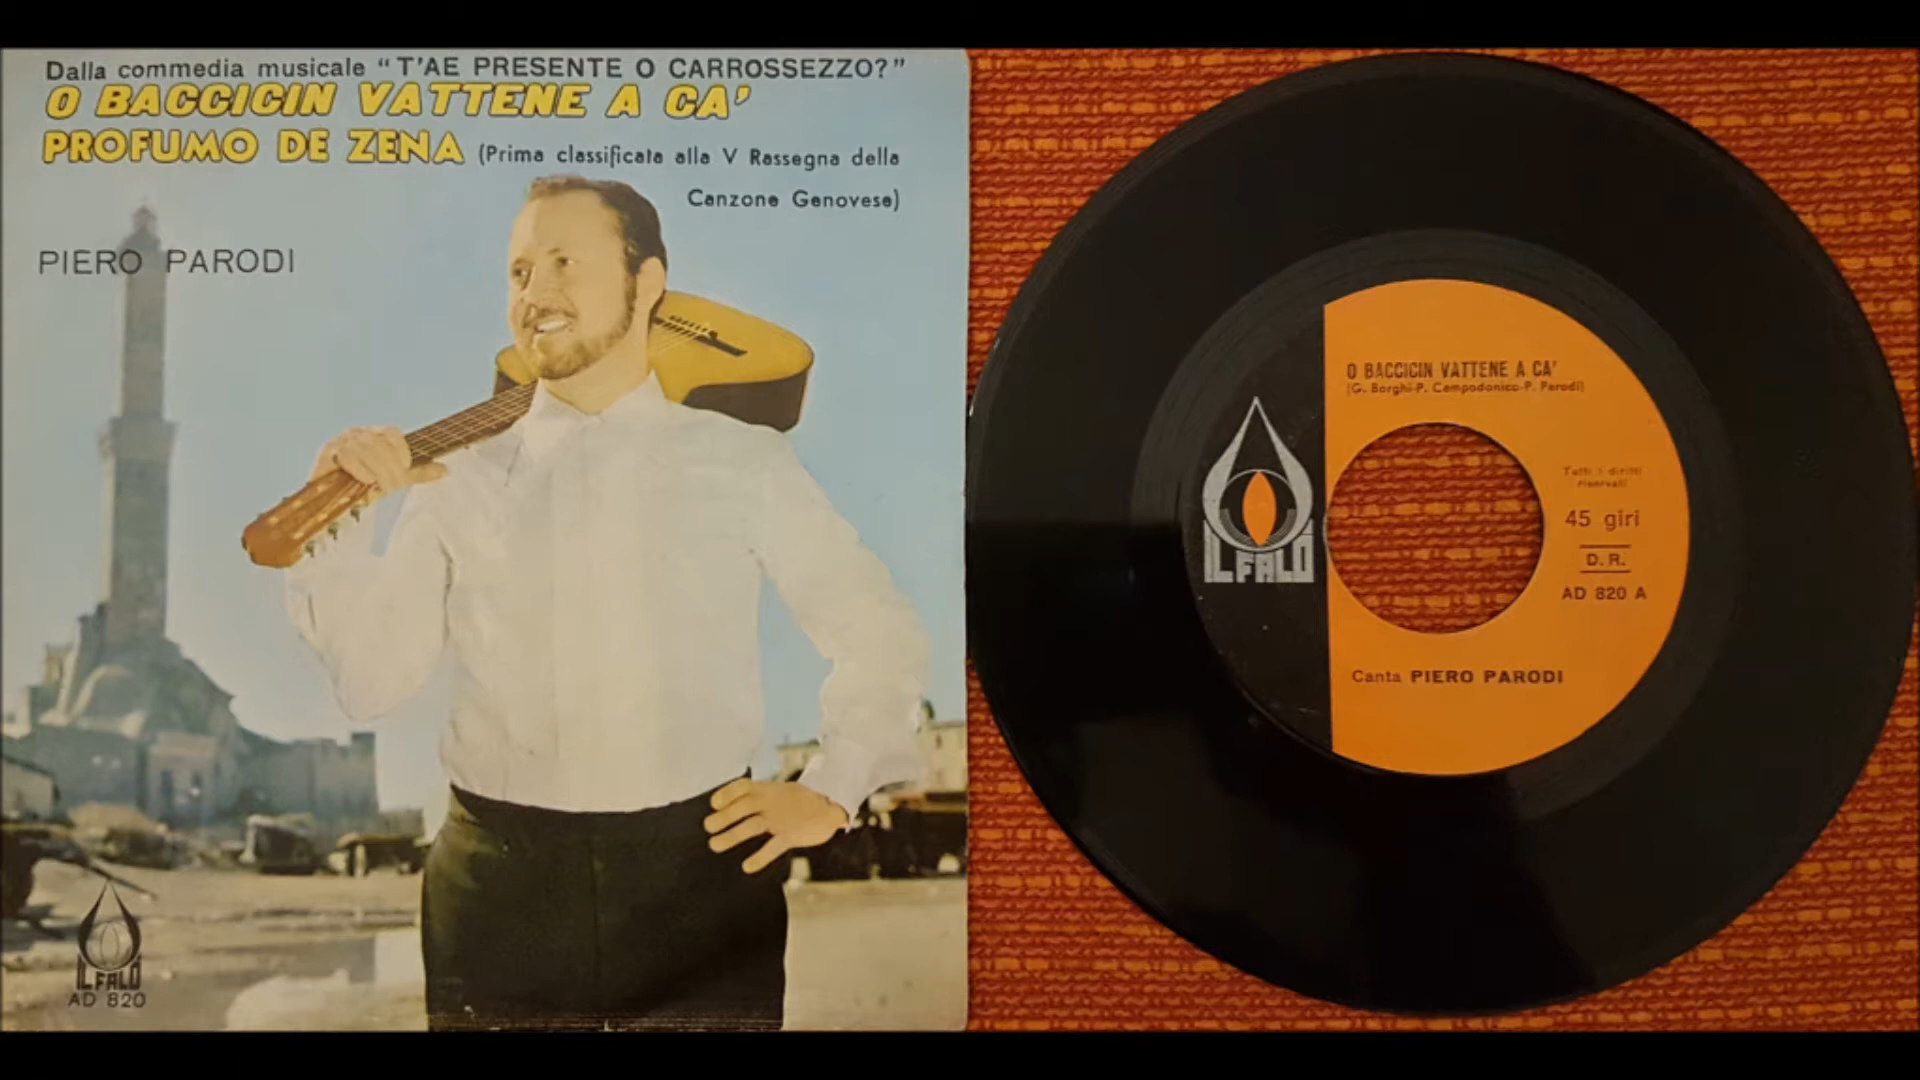 Dalla commedia musicale “T'AE PRESENTE O CARROSSEZZO?”
O BACCICIN VATTENE A CA'
PROFUMO DE ZENA (Prima classificata alla V Rassegna della
Canzone Genovese)
PIERO PARODI
IL FALÒ
AD 820
O BACCICIN VATTENE A CA'
(G. Borghi-P. Campodonico-P. Parodi)
Tutti i diritti
riservati
45 giri
D. R.
AD 820 A
IL FALÒ
Canta PIERO PARODI